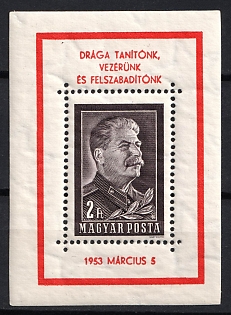 DRÁGA TANÍTÓNK,
VEZÉRÜNK
ÉS FELSZABADÍTÓNK
2 Ft.
MAGYAR POSTA
1953 MÁRCIUS 5